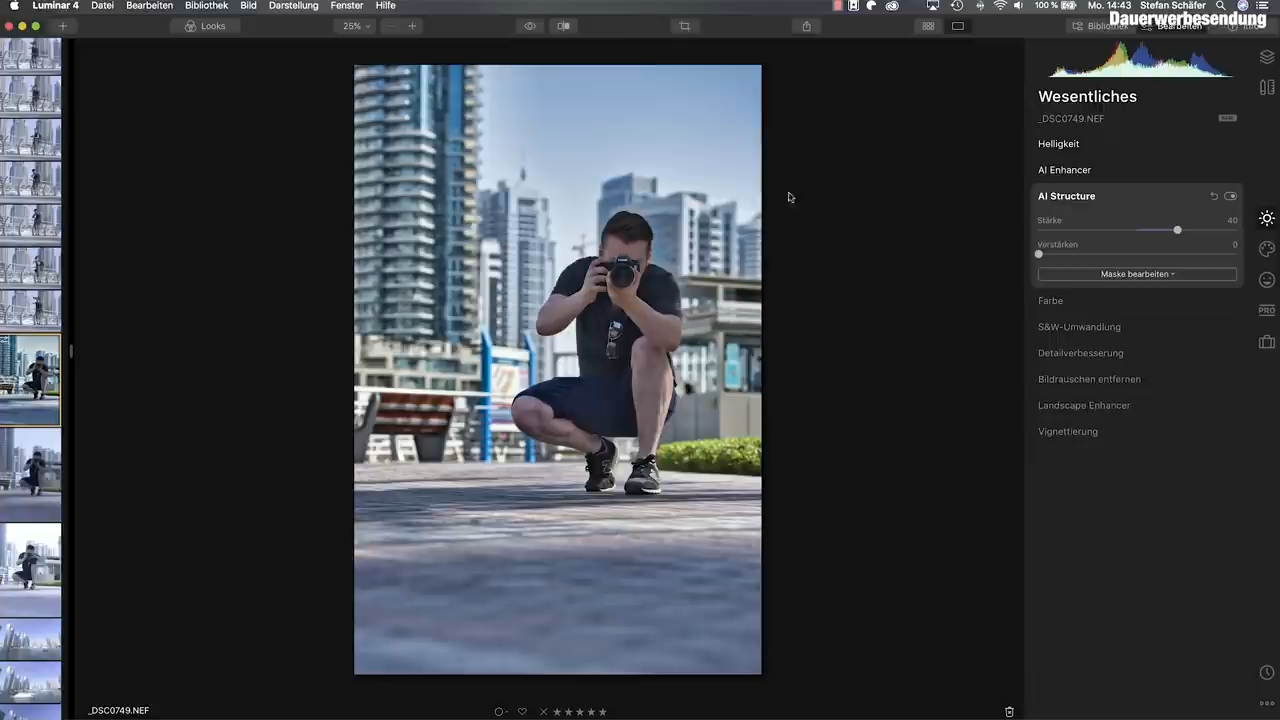 Luminar 4 Datei Bearbeiten Bibliothek Bild Darstellung Fenster Hilfe
100 % Mo. 14:43 Stefan Schäfer
Dauerwerbesendung
Looks
25%
Bearbeiten
Wesentliches
_DSC0749.NEF
Helligkeit
AI Enhancer
AI Structure
Stärke 40
Verstärken 0
Maske bearbeiten
Farbe
S&W-Umwandlung
Detailverbesserung
Bildrauschen entfernen
Landscape Enhancer
Vignettierung
PRO
_DSC0749.NEF